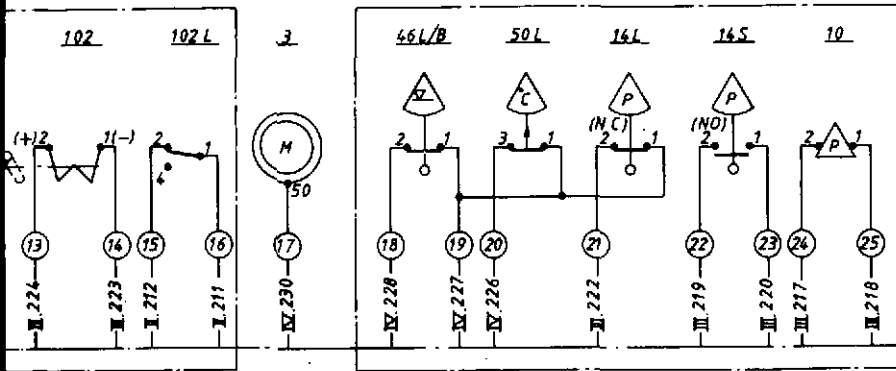 102 102L 3 46L/B 50L 14L 14S 10
°C P P
(NC) (NO)
(+) 2 1 (-) 2 1 M 2 1 3 1 2 1 2 1 2 P 1
4
50
13 14 15 16 17 18 19 20 21 22 23 24 25
III.224 III.223 II.212 II.211 IV.230 IV.228 IV.227 IV.226 III.222 III.219 III.220 III.217 III.218